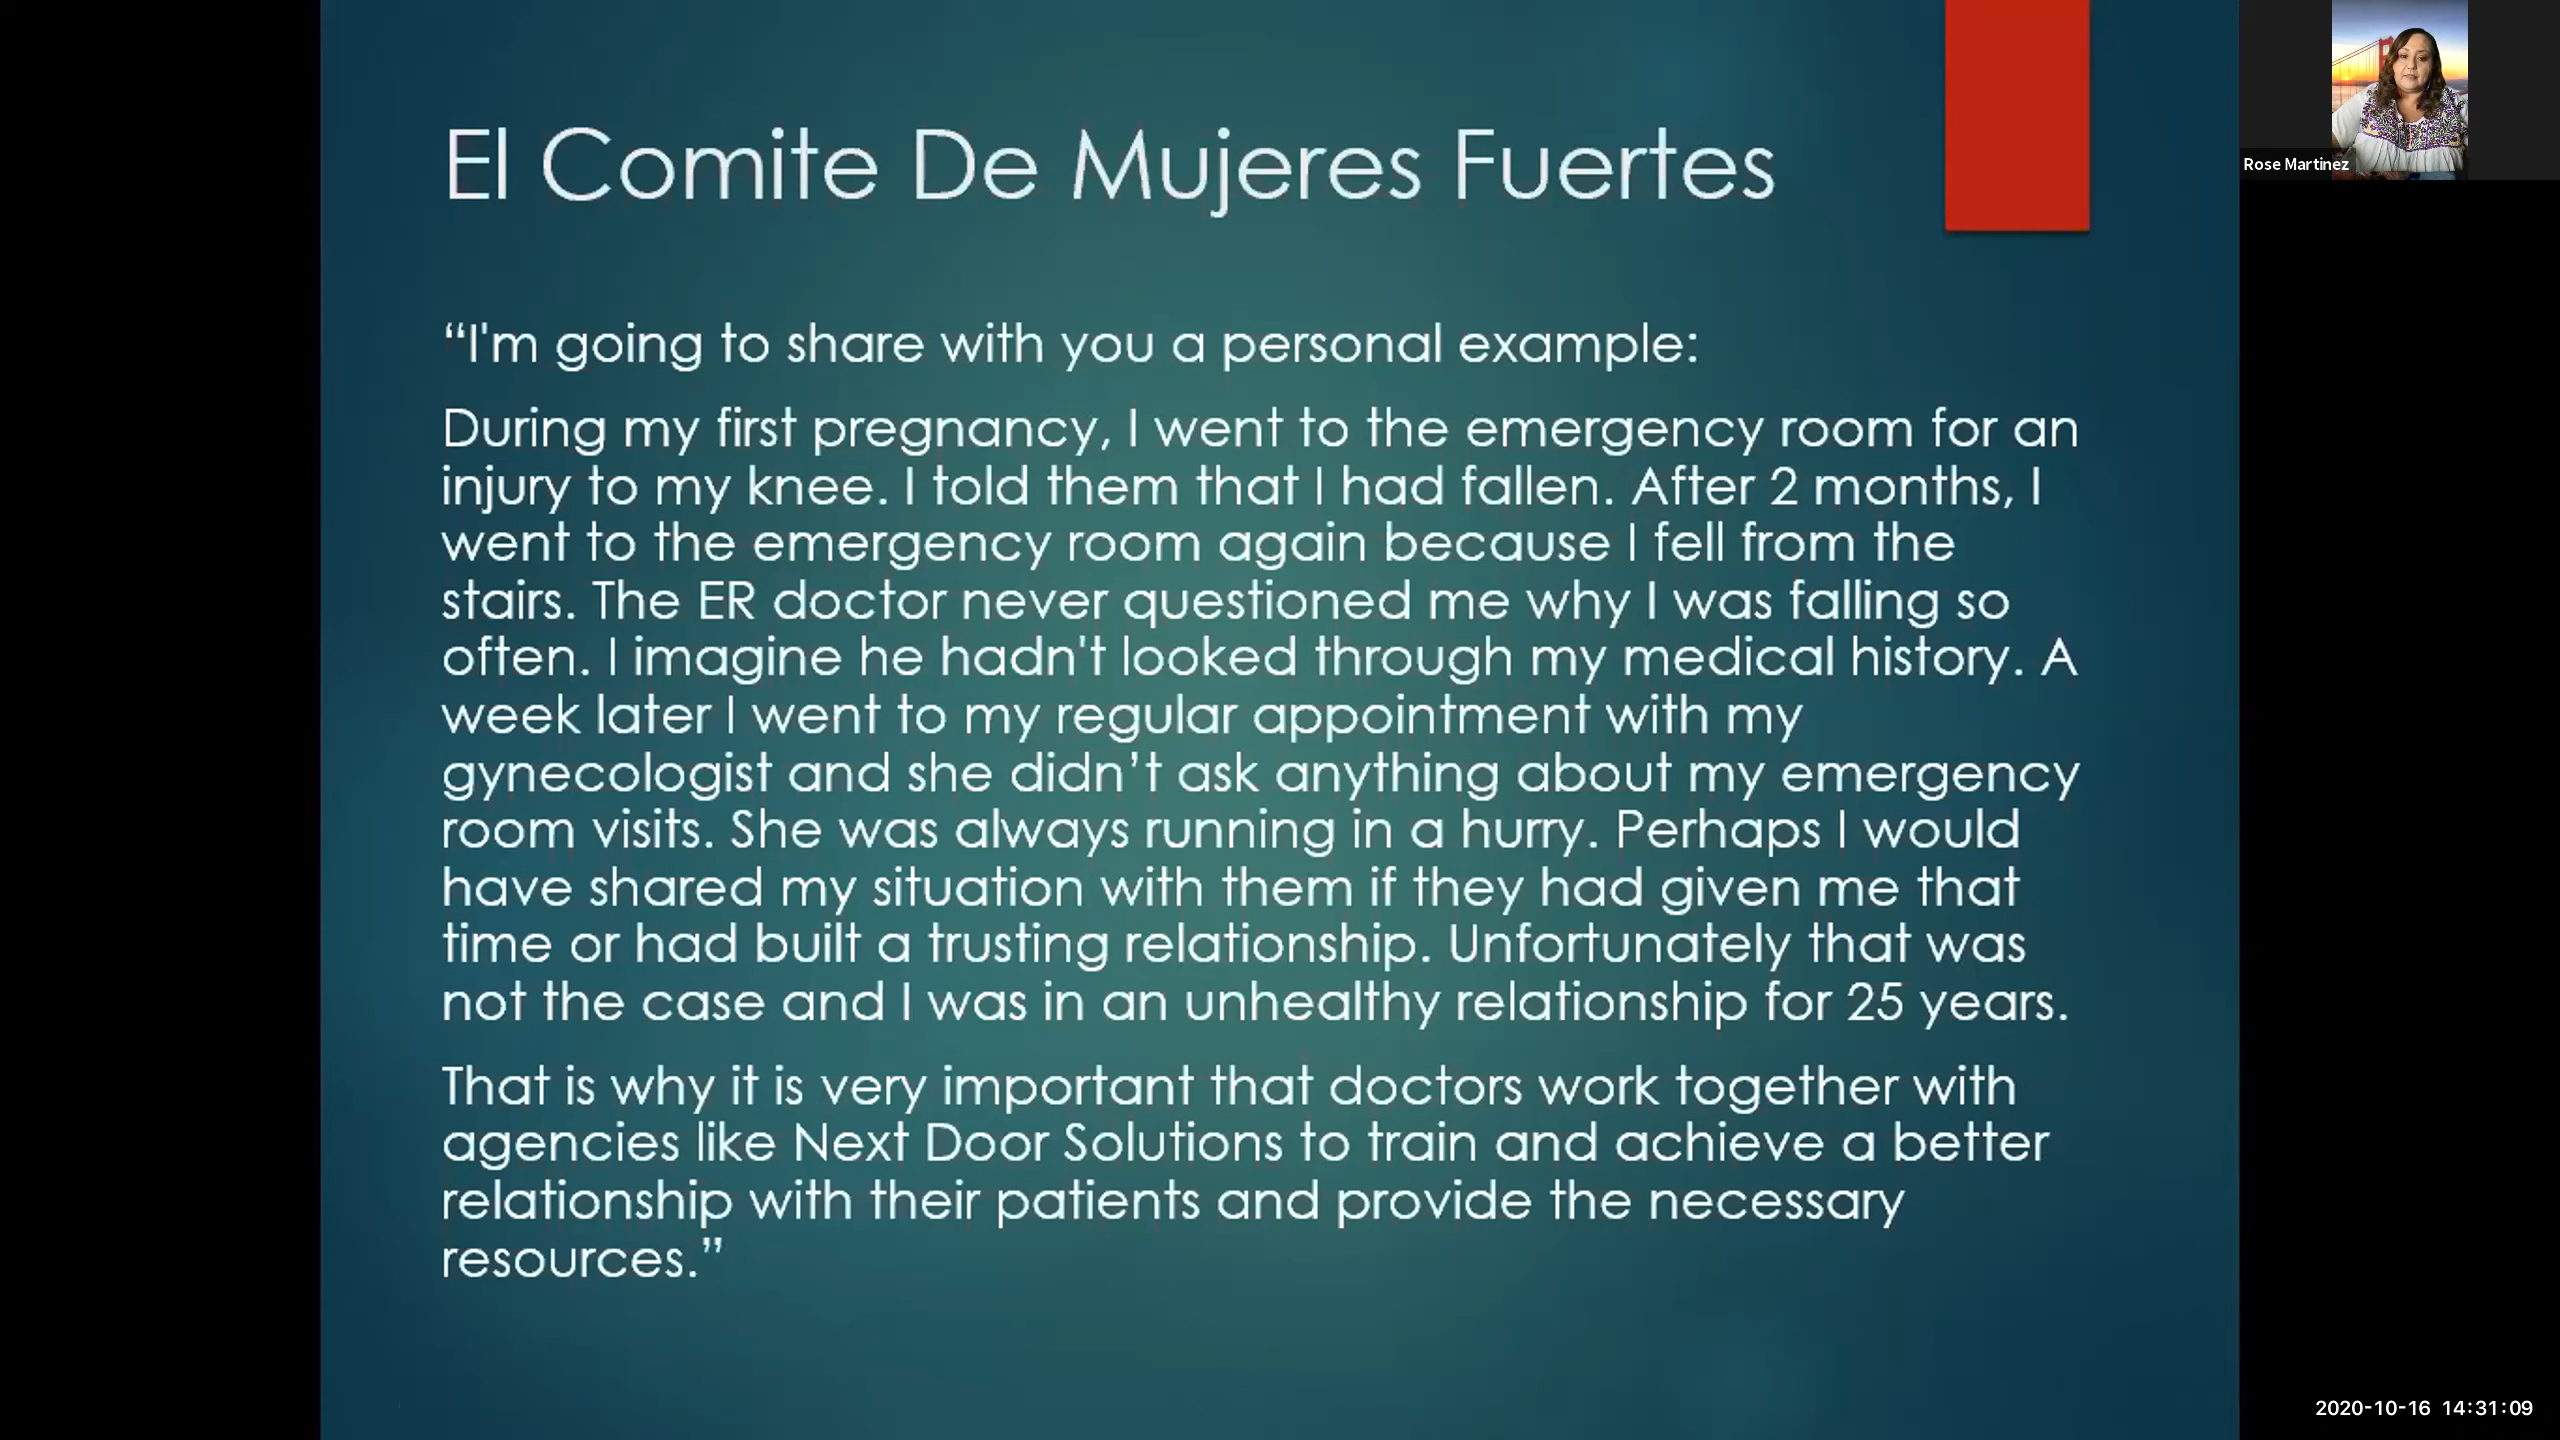 El Comite De Mujeres Fuertes
Rose Martinez
“I'm going to share with you a personal example:
During my first pregnancy, I went to the emergency room for an
injury to my knee. I told them that I had fallen. After 2 months, I
went to the emergency room again because I fell from the
stairs. The ER doctor never questioned me why I was falling so
often. I imagine he hadn't looked through my medical history. A
week later I went to my regular appointment with my
gynecologist and she didn’t ask anything about my emergency
room visits. She was always running in a hurry. Perhaps I would
have shared my situation with them if they had given me that
time or had built a trusting relationship. Unfortunately that was
not the case and I was in an unhealthy relationship for 25 years.
That is why it is very important that doctors work together with
agencies like Next Door Solutions to train and achieve a better
relationship with their patients and provide the necessary
resources.”
2020-10-16 14:31:09